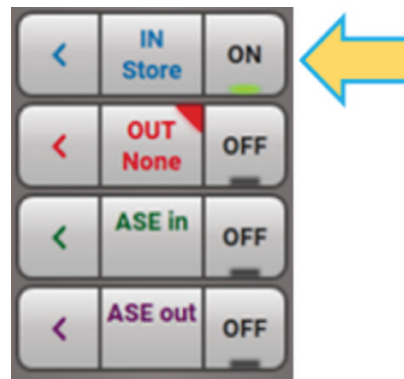 < IN Store ON
< OUT None OFF
< ASE in OFF
< ASE out OFF